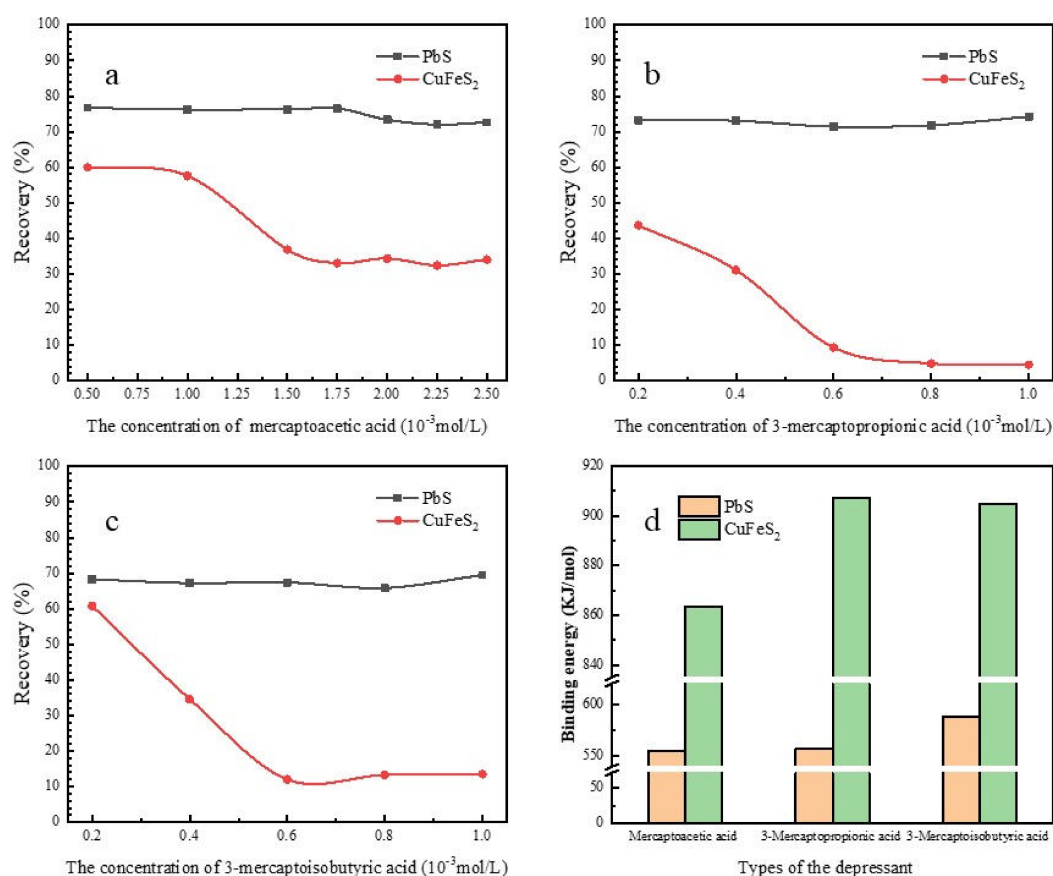 100
90
80
70
60
50
40
30
20
10
0
Recovery (%)
a
PbS
CuFeS₂
0.50 0.75 1.00 1.25 1.50 1.75 2.00 2.25 2.50
The concentration of mercaptoacetic acid (10⁻³mol/L)
100
90
80
70
60
50
40
30
20
10
0
Recovery (%)
b
PbS
CuFeS₂
0.2 0.4 0.6 0.8 1.0
The concentration of 3-mercaptopropionic acid (10⁻³mol/L)
100
90
80
70
60
50
40
30
20
10
0
Recovery (%)
c
PbS
CuFeS₂
0.2 0.4 0.6 0.8 1.0
The concentration of 3-mercaptoisobutyric acid (10⁻³mol/L)
920
900
880
860
840
600
550
50
0
Binding energy (KJ/mol)
PbS
CuFeS₂
d
Mercaptoacetic acid 3-Mercaptopropionic acid 3-Mercaptoisobutyric acid
Types of the depressant